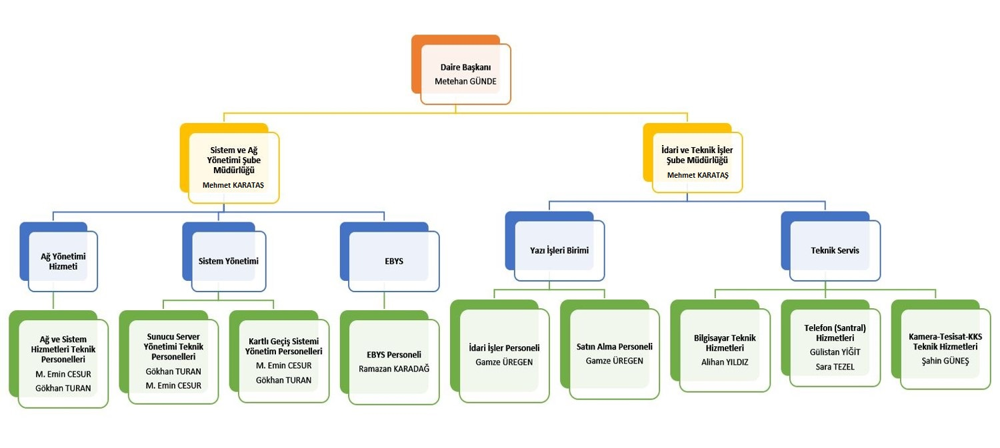 Daire Başkanı
Metehan GÜNDE
Sistem ve Ağ
Yönetimi Şube
Müdürlüğü
Mehmet KARATAŞ
İdari ve Teknik İşler
Şube Müdürlüğü
Mehmet KARATAŞ
Ağ Yönetimi
Hizmeti
Sistem Yönetimi
EBYS
Yazı İşleri Birimi
Teknik Servis
Ağ ve Sistem
Hizmetleri Teknik
Personelleri
M. Emin CESUR
Gökhan TURAN
Sunucu Server
Yönetimi Teknik
Personelleri
Gökhan TURAN
M. Emin CESUR
Kartlı Geçiş Sistemi
Yönetim Personelleri
M. Emin CESUR
Gökhan TURAN
EBYS Personeli
Ramazan KARADAĞ
İdari İşler Personeli
Gamze ÜREGEN
Satın Alma Personeli
Gamze ÜREGEN
Bilgisayar Teknik
Hizmetleri
Alihan YILDIZ
Telefon (Santral)
Hizmetleri
Gülistan YİĞİT
Sara TEZEL
Kamera-Tesisat-KKS
Teknik Hizmetleri
Şahin GÜNEŞ